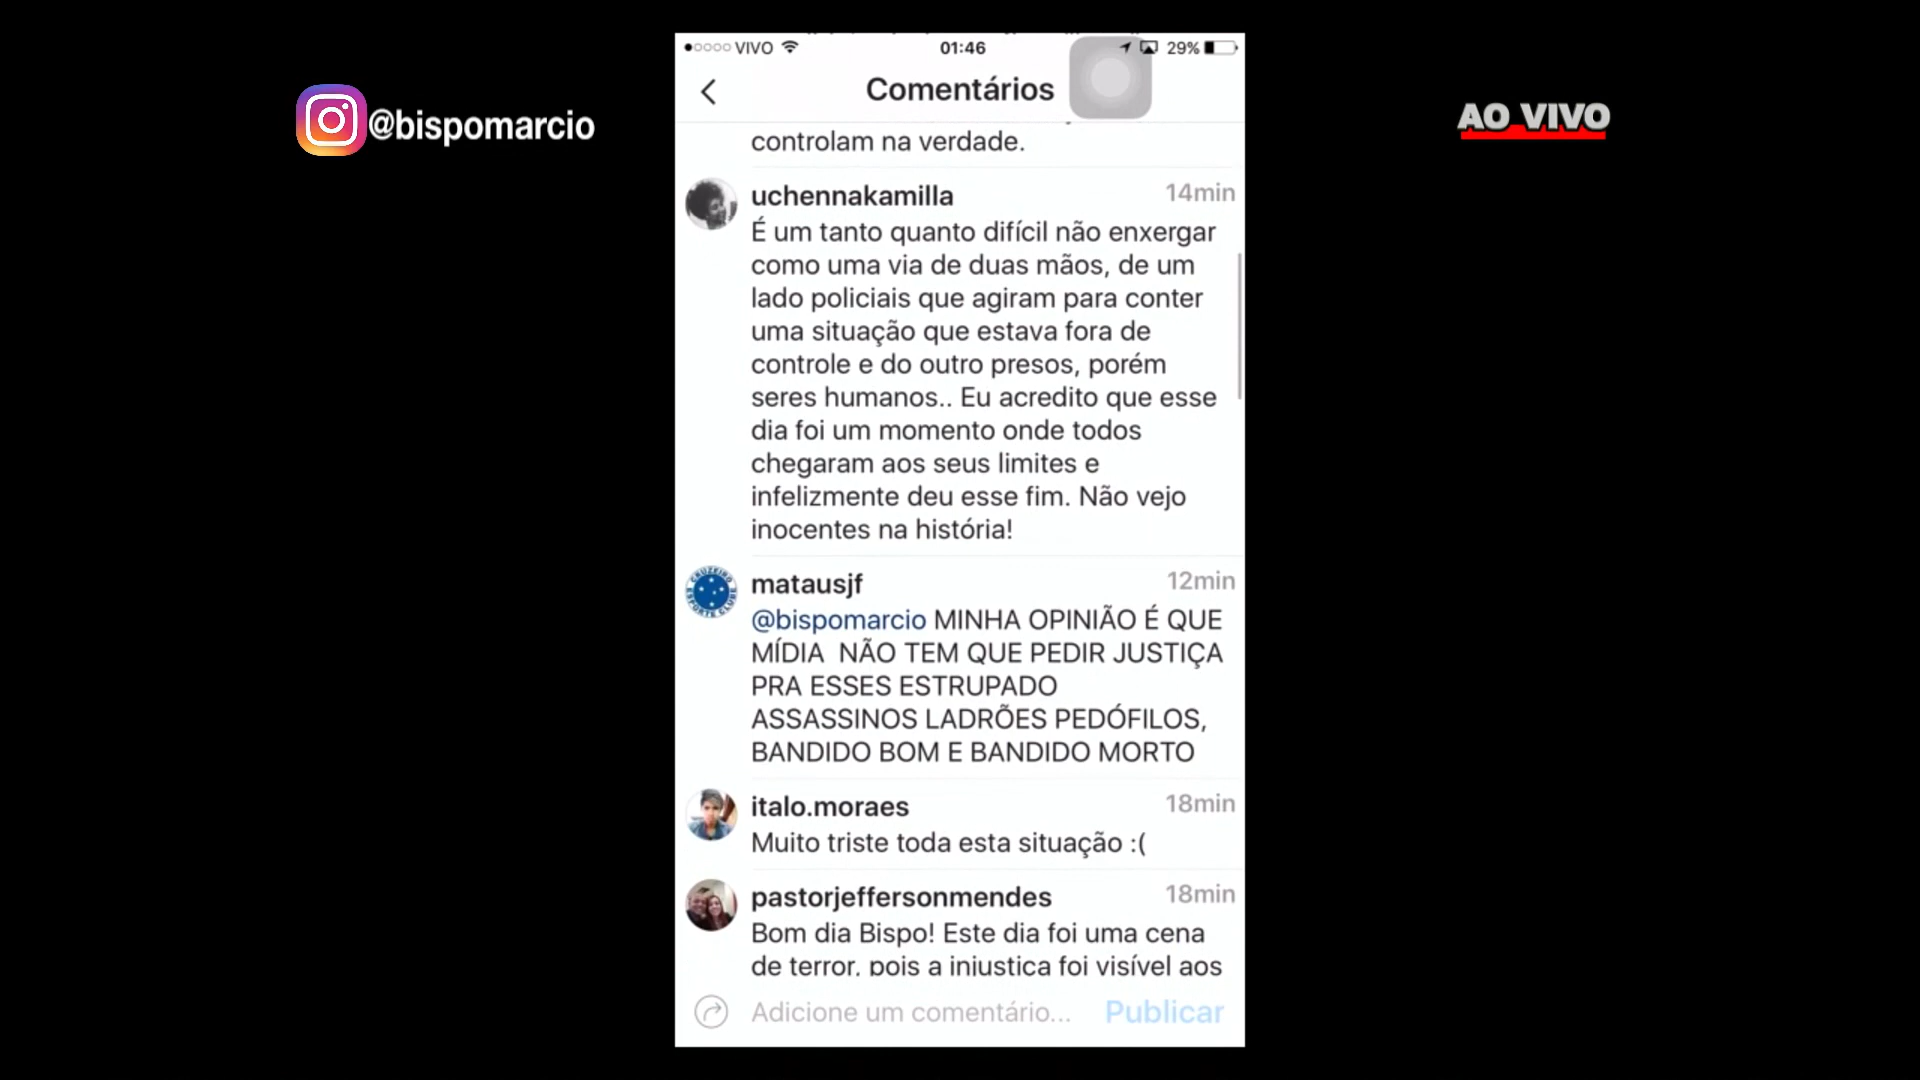 VIVO
01:46
29%
@bispomarcio
AO VIVO
Comentários
controlam na verdade.
uchennakamilla
14min
É um tanto quanto difícil não enxergar
como uma via de duas mãos, de um
lado policiais que agiram para conter
uma situação que estava fora de
controle e do outro presos, porém
seres humanos.. Eu acredito que esse
dia foi um momento onde todos
chegaram aos seus limites e
infelizmente deu esse fim. Não vejo
inocentes na história!
CRUZEIRO ESPORTE CLUBE
matausjf
12min
@bispomarcio MINHA OPINIÃO É QUE
MÍDIA NÃO TEM QUE PEDIR JUSTIÇA
PRA ESSES ESTRUPADO
ASSASSINOS LADRÕES PEDÓFILOS,
BANDIDO BOM E BANDIDO MORTO
italo.moraes
18min
Muito triste toda esta situação :(
pastorjeffersonmendes
18min
Bom dia Bispo! Este dia foi uma cena
de terror, pois a injustiça foi visível aos
Adicione um comentário...
Publicar